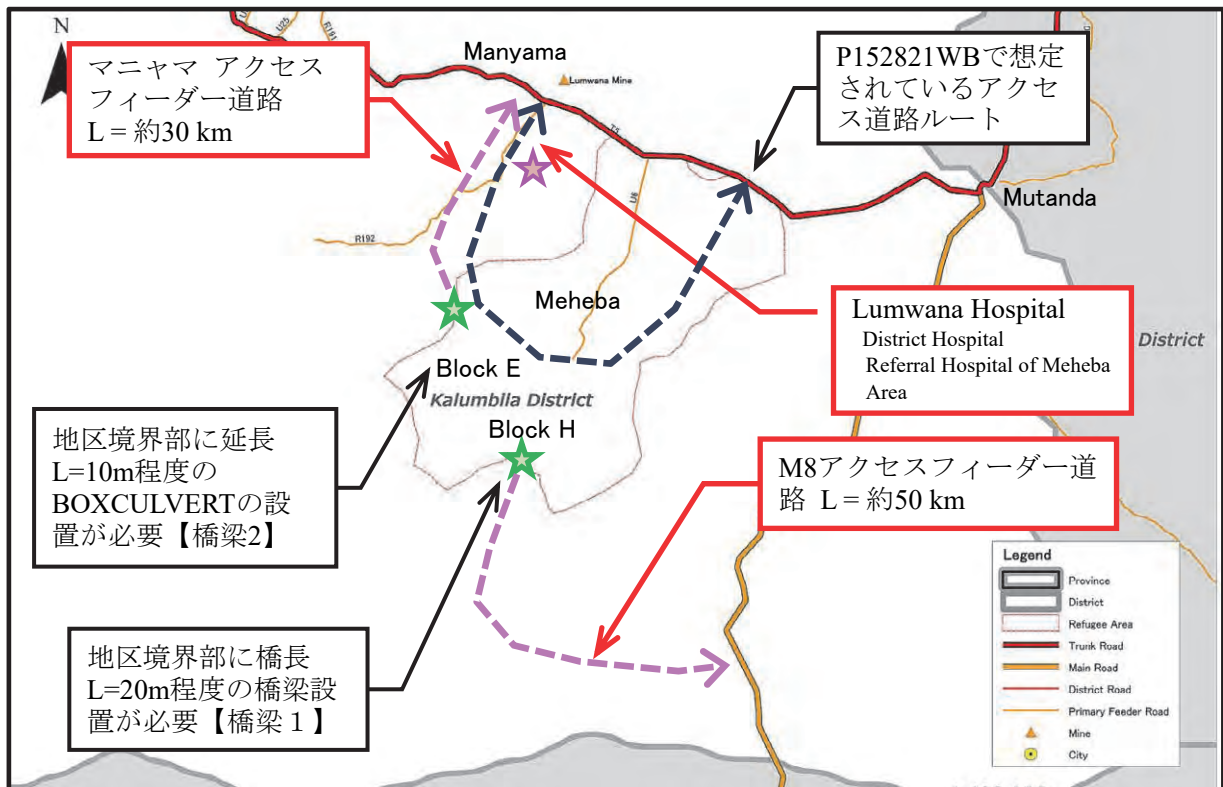 N
U25
R191
マニャマ アクセス
フィーダー道路
L = 約30 km
Manyama
Lumwana Mine
P152821WBで想定
されているアクセ
ス道路ルート
T5
U6
Mutanda
R192
Meheba
Lumwana Hospital
District Hospital
Referral Hospital of Meheba
Area
District
Block E
Kalumbila District
Block H
地区境界部に延長
L=10m程度の
BOXCULVERTの設
置が必要【橋梁2】
M8アクセスフィーダー道
路 L = 約50 km
地区境界部に橋長
L=20m程度の橋梁設
置が必要【橋梁１】
Legend
Province
District
Refugee Area
Trunk Road
Main Road
District Road
Primary Feeder Road
Mine
City